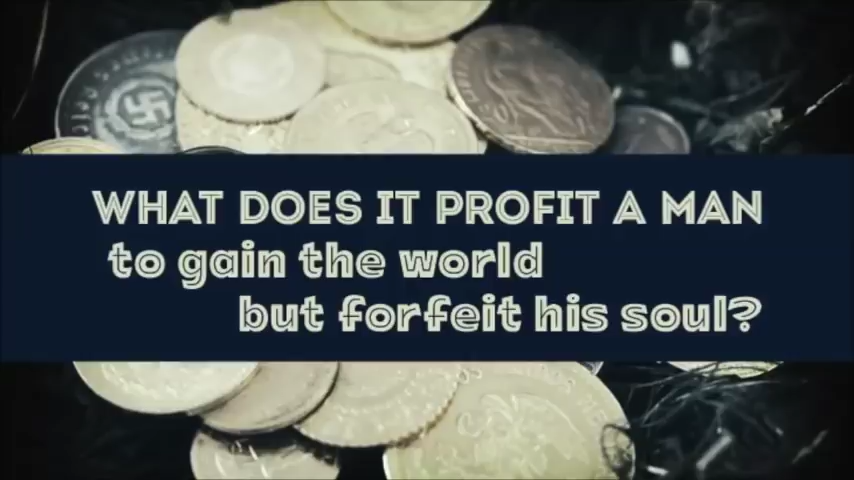 WHAT DOES IT PROFIT A MAN
to gain the world
but forfeit his soul?